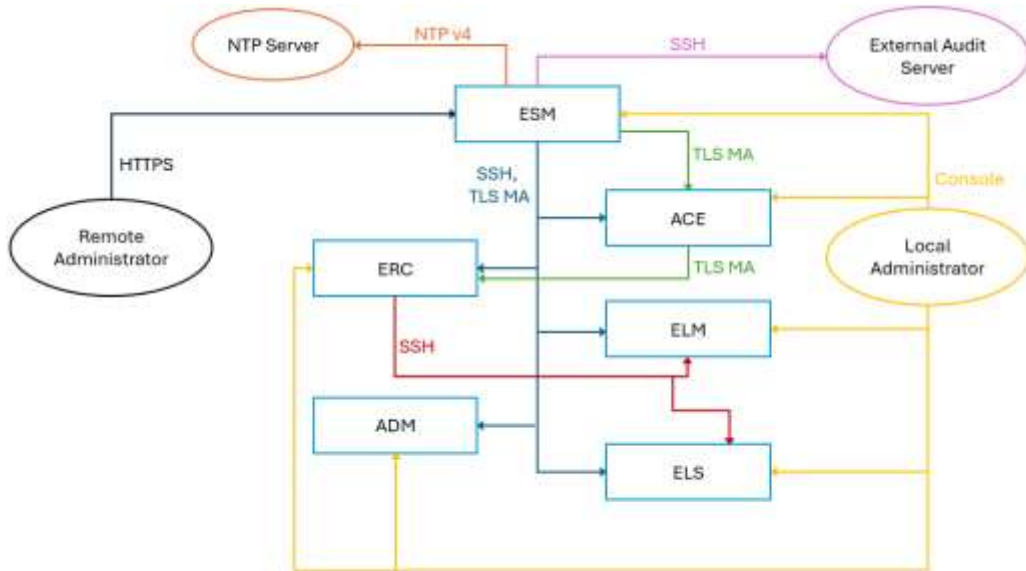 NTP Server
NTP v4
SSH
External Audit
Server
ESM
HTTPS
SSH,
TLS MA
TLS MA
Console
ACE
Remote
Administrator
Local
Administrator
ERC
TLS MA
SSH
ELM
ADM
ELS